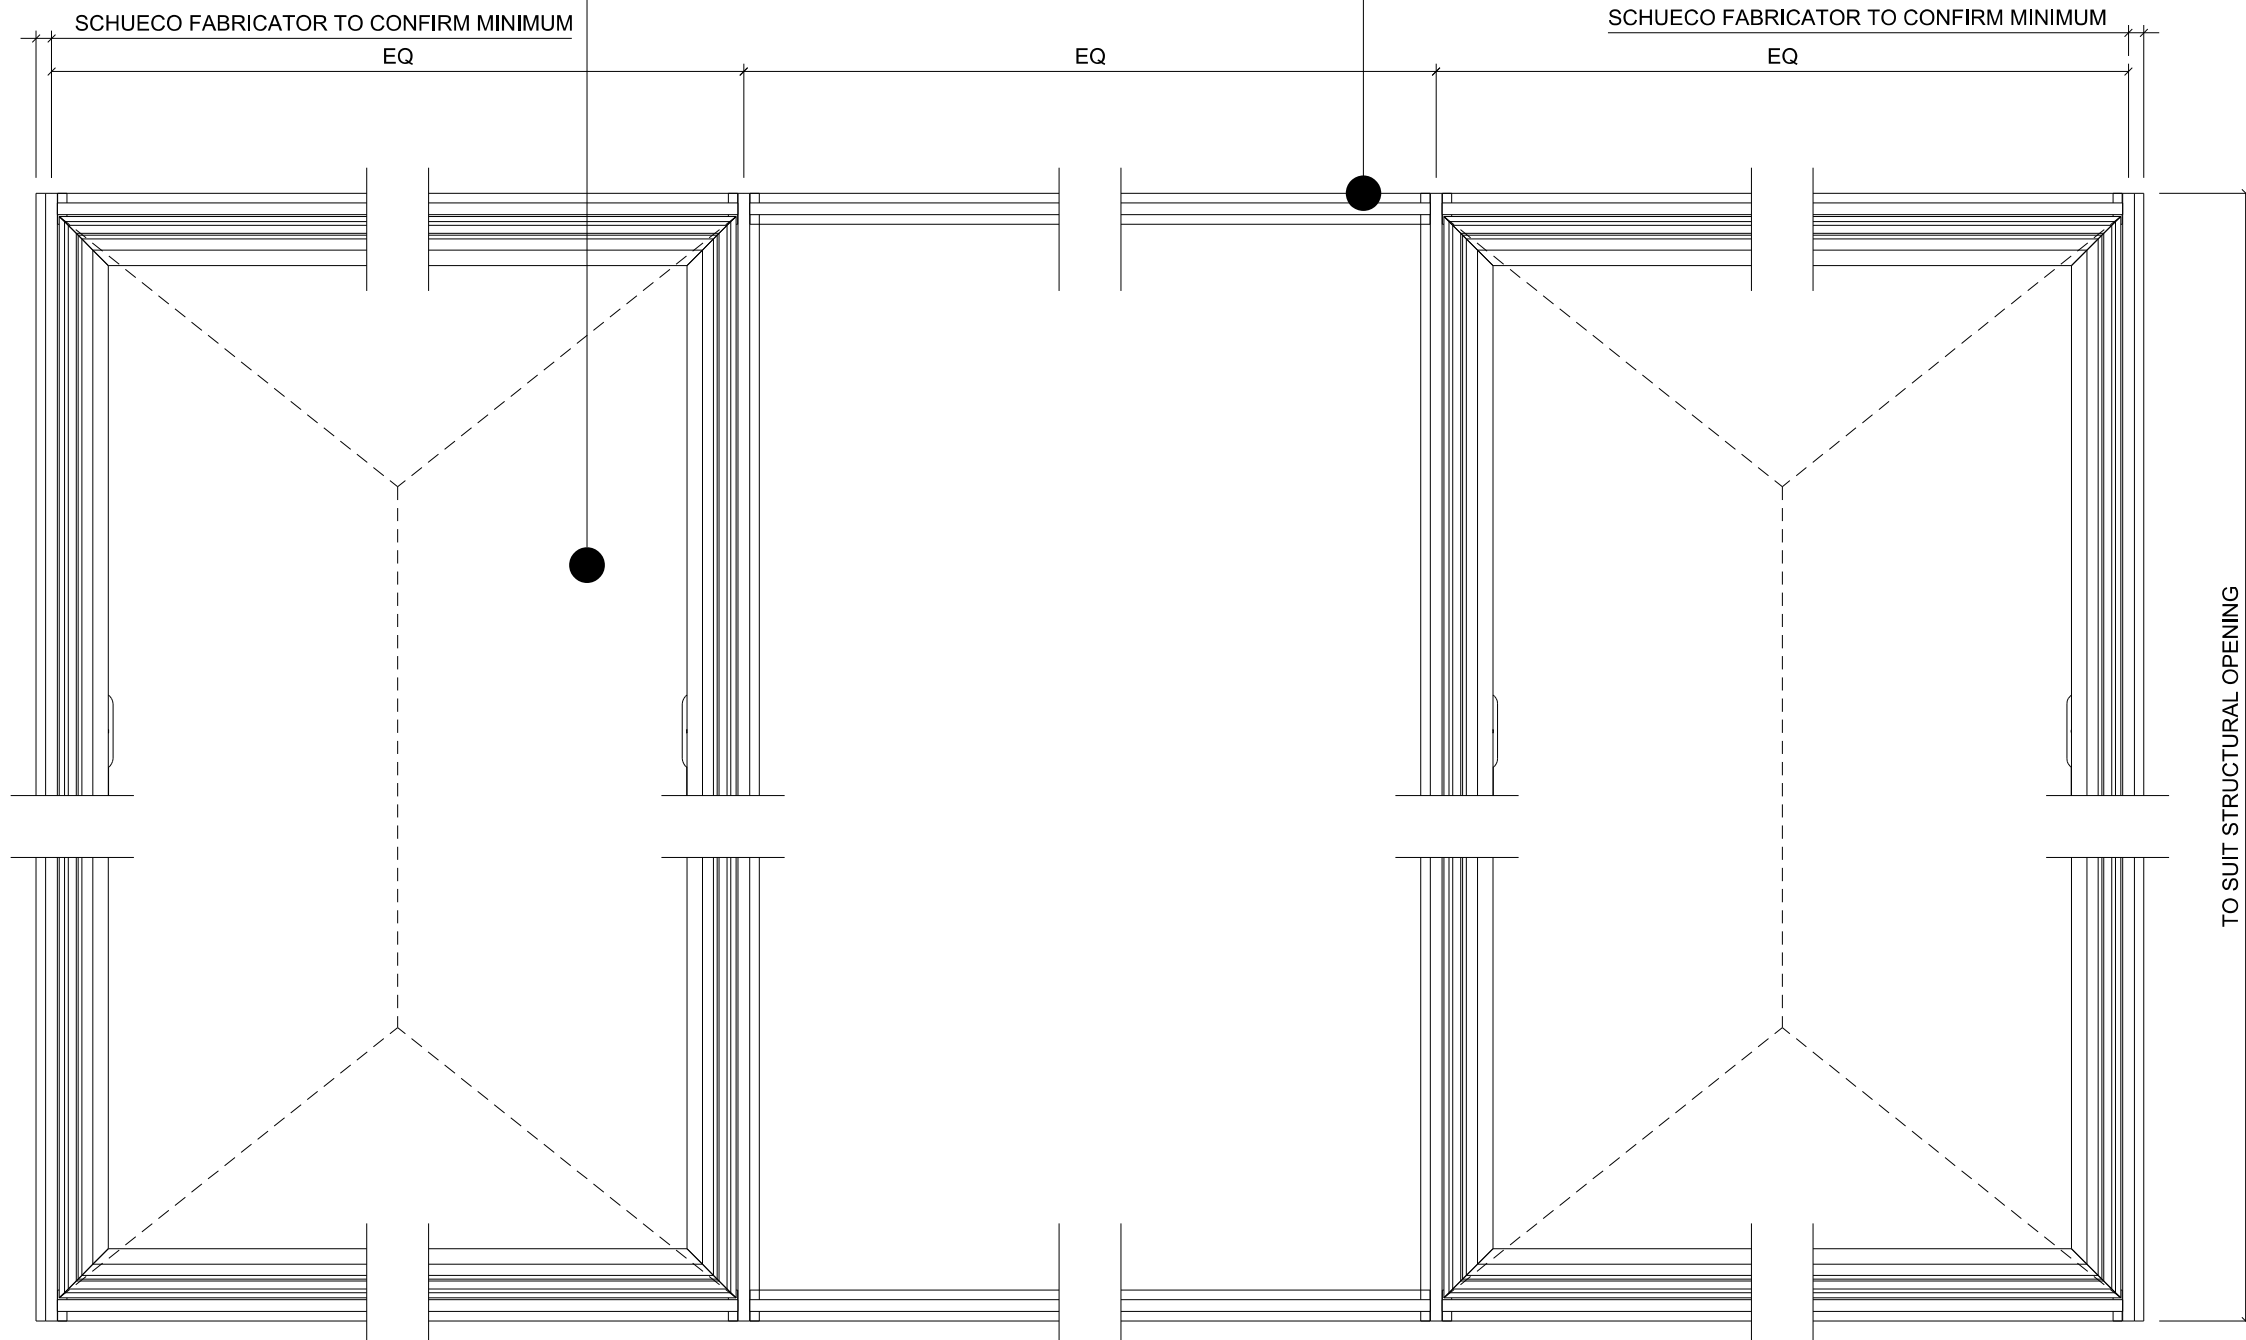 SCHUECO FABRICATOR TO CONFIRM MINIMUM
SCHUECO FABRICATOR TO CONFIRM MINIMUM
EQ
EQ
EQ
TO SUIT STRUCTURAL OPENING